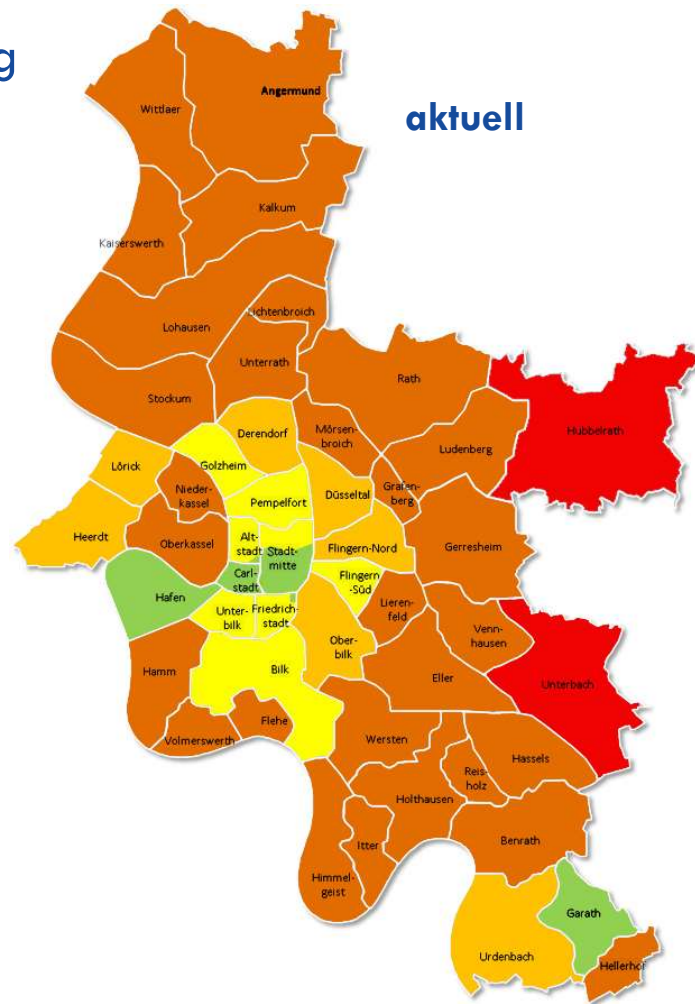 g
aktuell
Angermund
Wittlaer
Kalkum
Kaiserswerth
Lichtenbroich
Lohausen
Unterrath
Rath
Stockum
Hubbelrath
Derendorf
Mörsen-
broich
Ludenberg
Golzheim
Lörick
Nieder-
kassel
Düsseltal
Grafen-
berg
Pempelfort
Heerdt
Oberkassel
Alt-
stadt
Stadt-
mitte
Flingern-Nord
Gerresheim
Carl-
stadt
Flingern
-Süd
Hafen
Unter-
bilk
Friedrich-
stadt
Lieren-
feld
Venn-
hausen
Ober-
bilk
Hamm
Bilk
Eller
Unterbach
Flehe
Volmerswerth
Wersten
Hassels
Reis-
holz
Holthausen
Benrath
Itter
Himmel-
geist
Garath
Urdenbach
Hellerhof